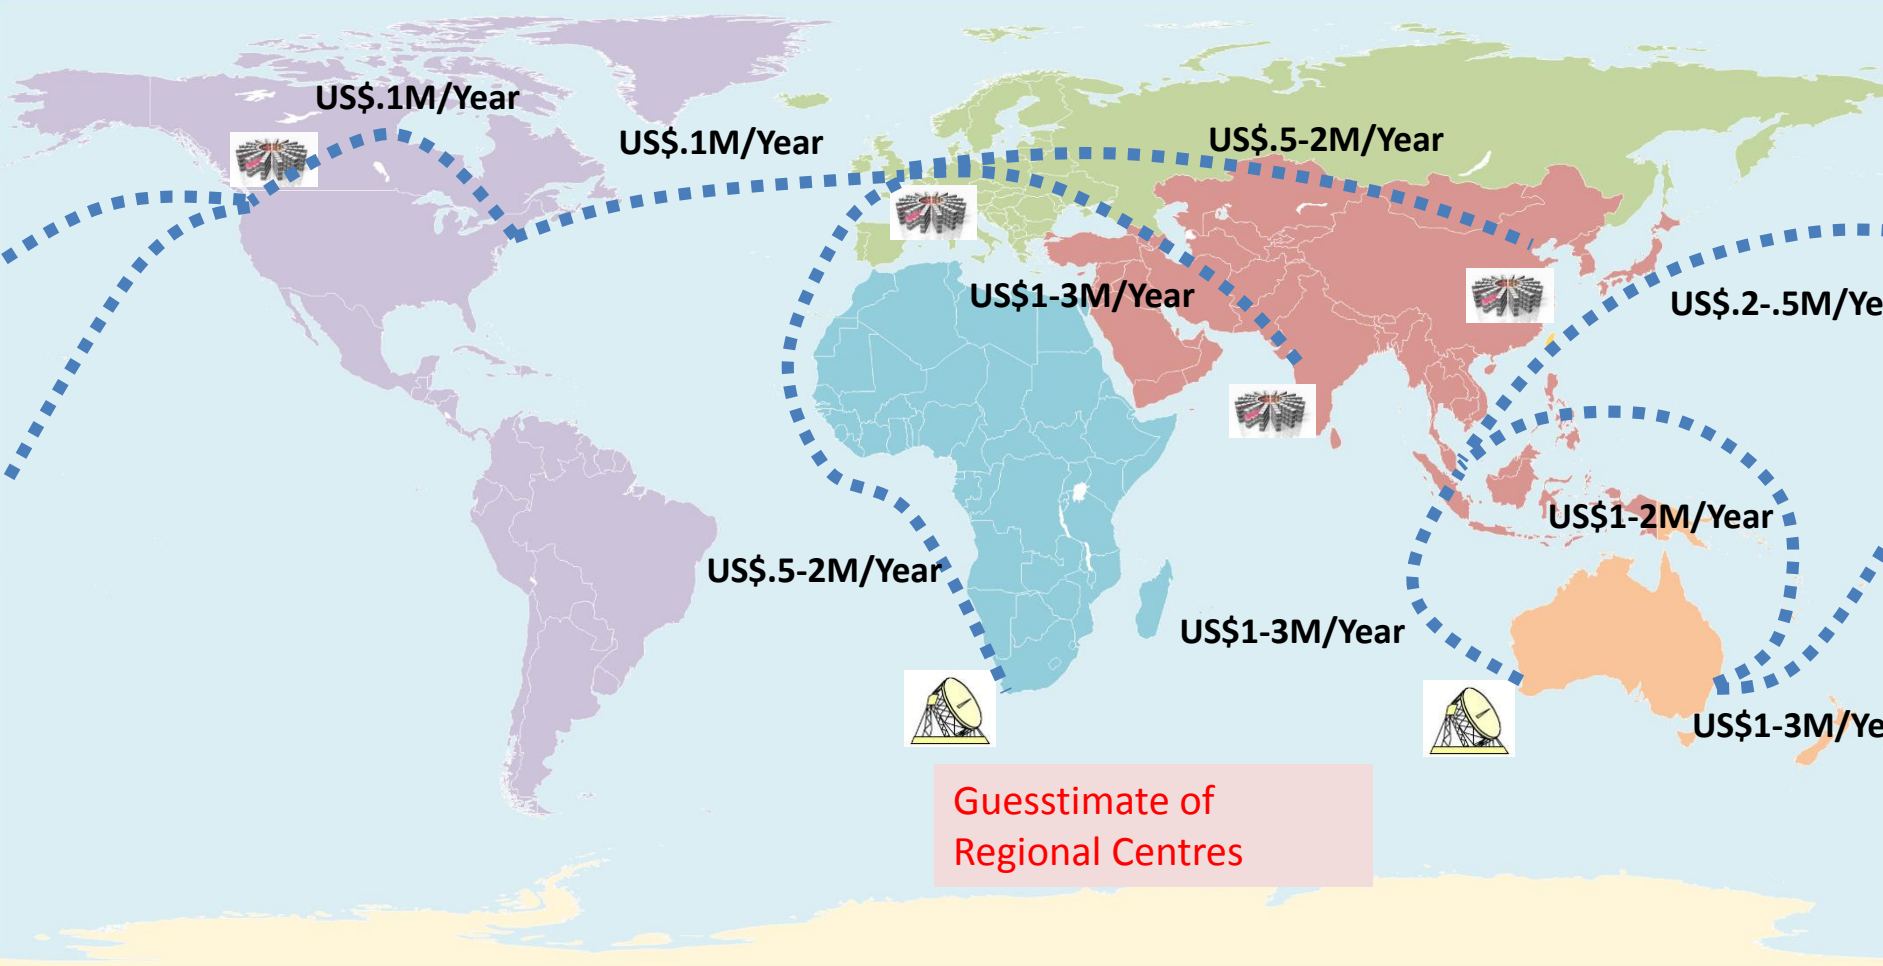 US$.1M/Year
US$.1M/Year
US$.5-2M/Year
US$1-3M/Year
US$.2-.5M/Ye
US$1-2M/Year
US$.5-2M/Year
US$1-3M/Year
US$1-3M/Ye
Guesstimate of
Regional Centres